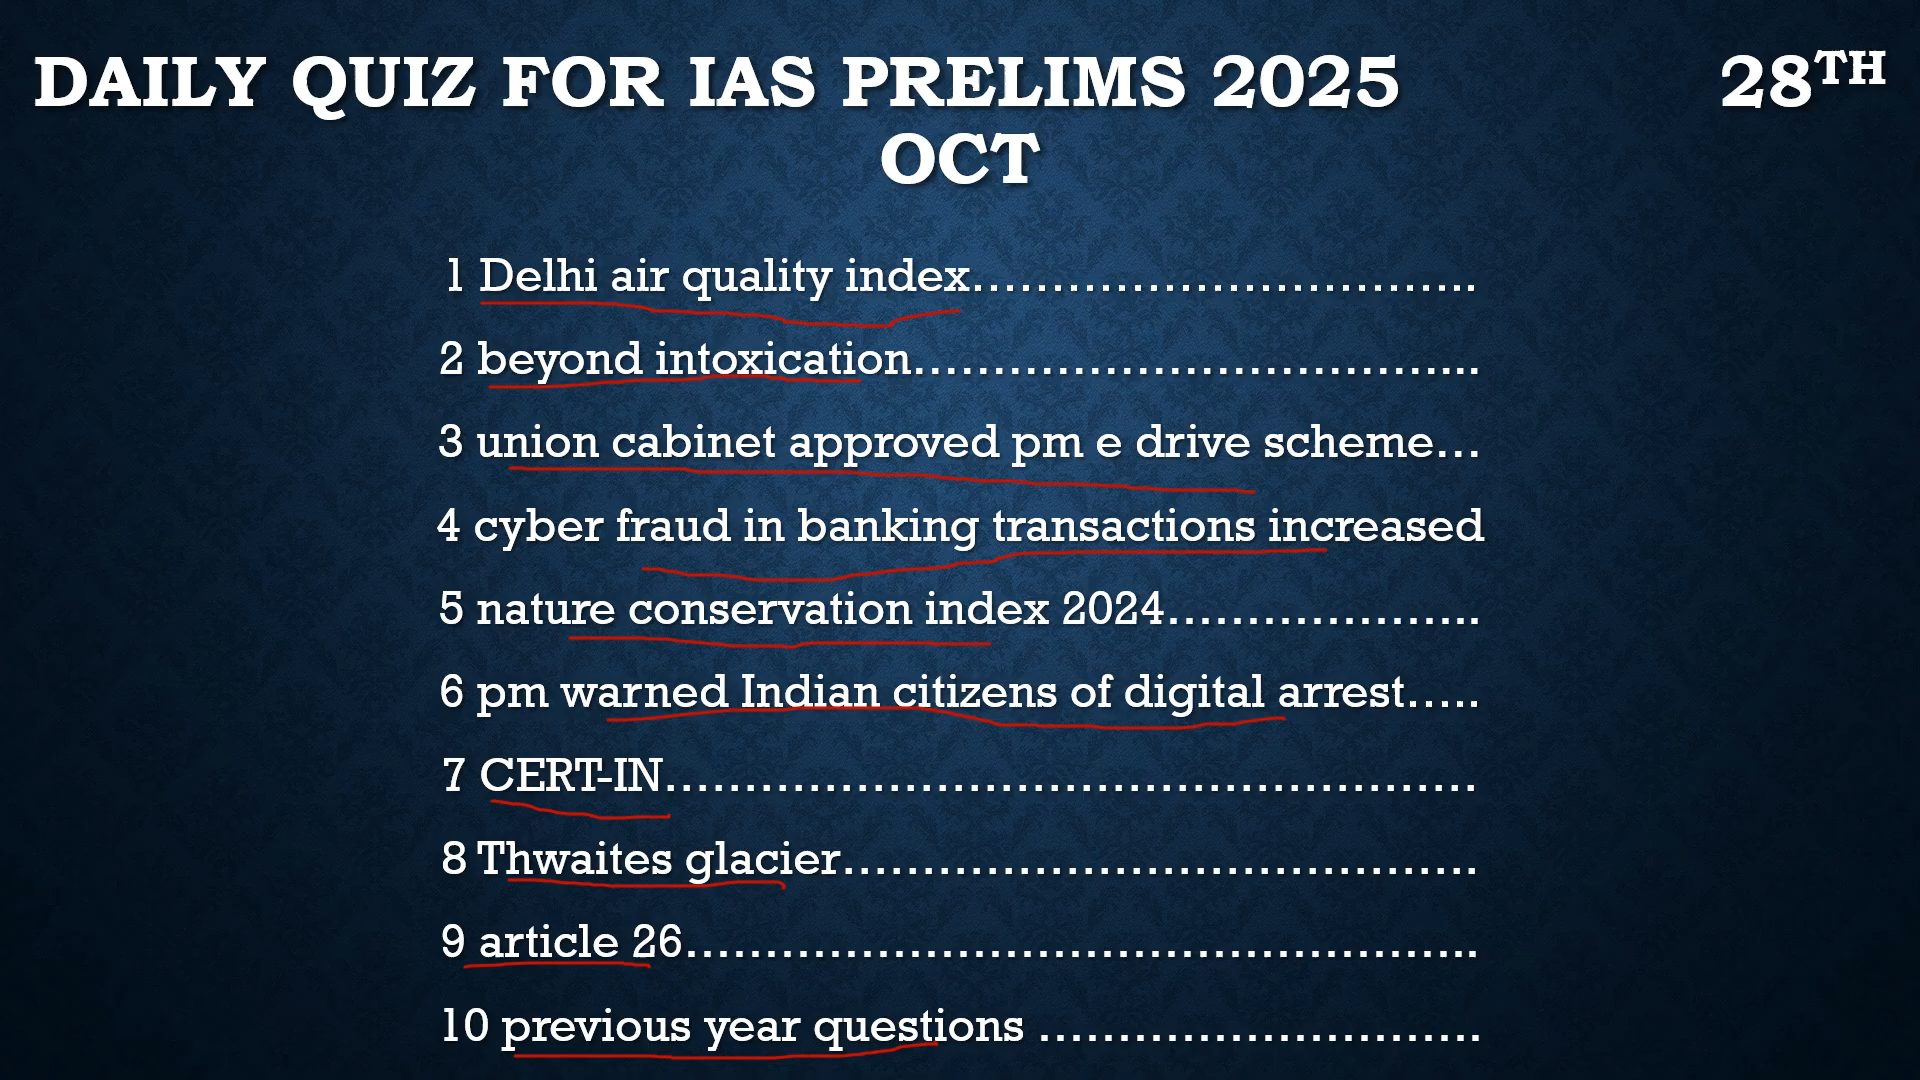 DAILY QUIZ FOR IAS PRELIMS 2025 28TH
OCT
1 Delhi air quality index…………………………….
2 beyond intoxication………………………………...
3 union cabinet approved pm e drive scheme…
4 cyber fraud in banking transactions increased
5 nature conservation index 2024………………..
6 pm warned Indian citizens of digital arrest…..
7 CERT-IN………………………………………………
8 Thwaites glacier…………………………………….
9 article 26……………………………………………..
10 previous year questions ……………………….